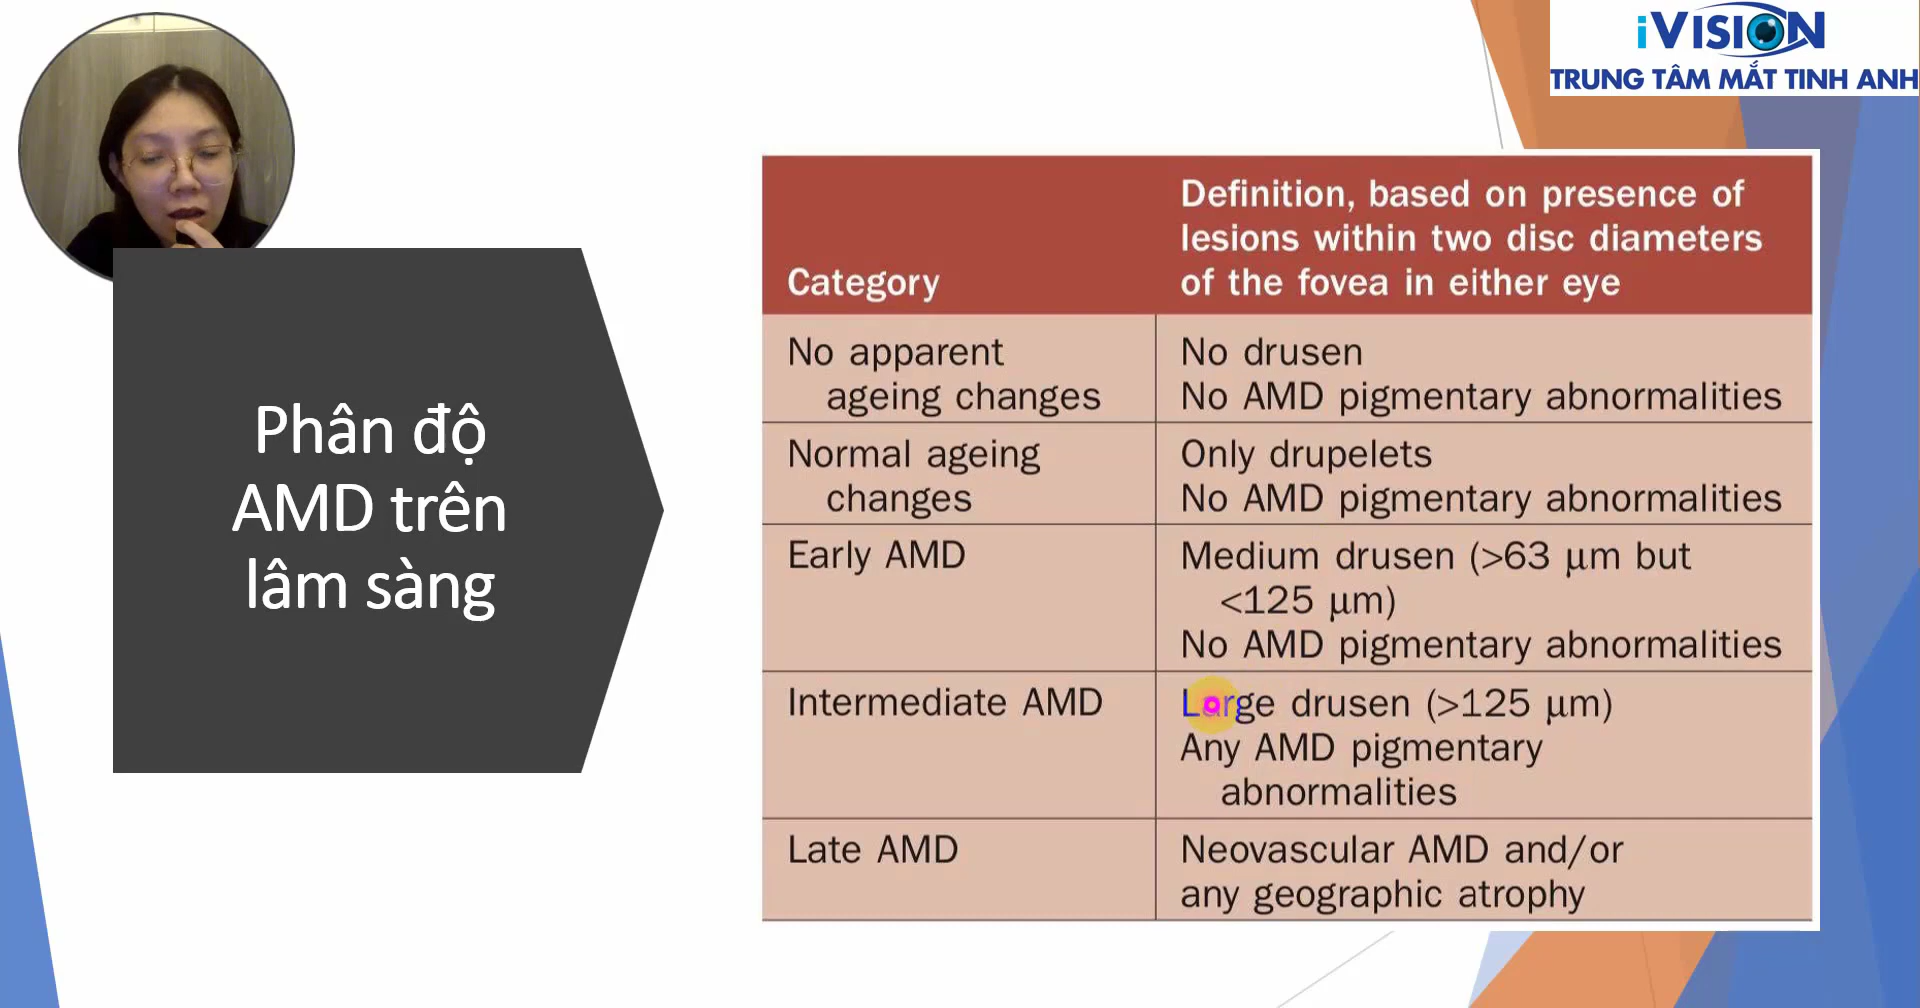 iVISION
TRUNG TÂM MẮT TINH ANH
Phân độ
AMD trên
lâm sàng
Category
Definition, based on presence of
lesions within two disc diameters
of the fovea in either eye
No apparent
ageing changes
No drusen
No AMD pigmentary abnormalities
Normal ageing
changes
Only drupelets
No AMD pigmentary abnormalities
Early AMD
Medium drusen (>63 μm but
<125 μm)
No AMD pigmentary abnormalities
Intermediate AMD
Large drusen (>125 μm)
Any AMD pigmentary
abnormalities
Late AMD
Neovascular AMD and/or
any geographic atrophy